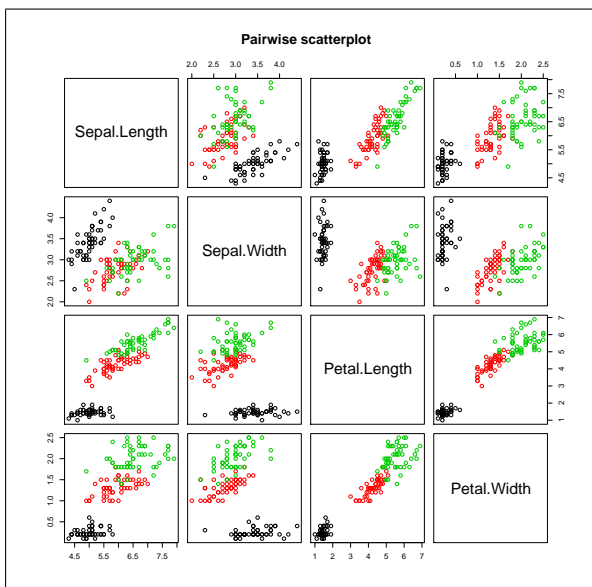 Pairwise scatterplot
2.0 2.5 3.0 3.5 4.0
0.5 1.0 1.5 2.0 2.5
Sepal.Length
4.5 5.5 6.5 7.5
2.0 2.5 3.0 3.5 4.0
Sepal.Width
Petal.Length
1 2 3 4 5 6 7
0.5 1.0 1.5 2.0 2.5
Petal.Width
4.5 5.5 6.5 7.5
1 2 3 4 5 6 7